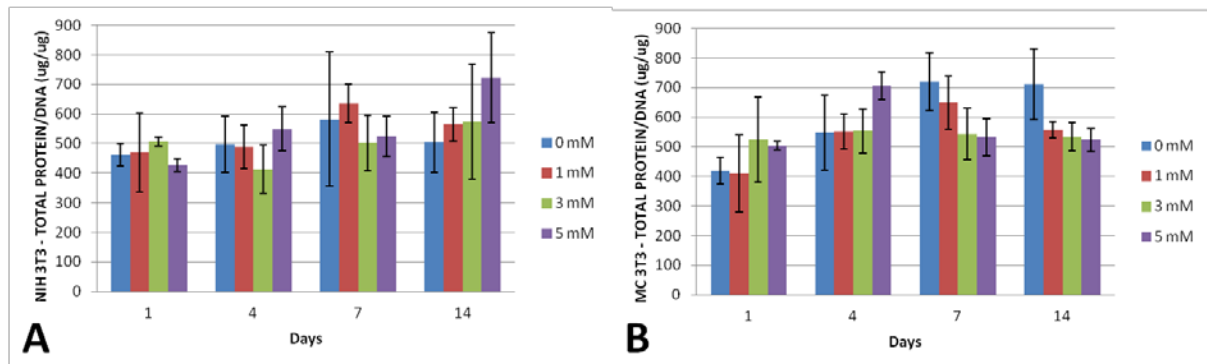 NIH 3T3 - TOTAL PROTEIN/DNA (ug/ug)
900
800
700
600
500
400
300
200
100
0
1 4 7 14
Days
0 mM
1 mM
3 mM
5 mM
A
MC 3T3 - TOTAL PROTEIN/DNA (ug/ug)
900
800
700
600
500
400
300
200
100
0
1 4 7 14
Days
0 mM
1 mM
3 mM
5 mM
B